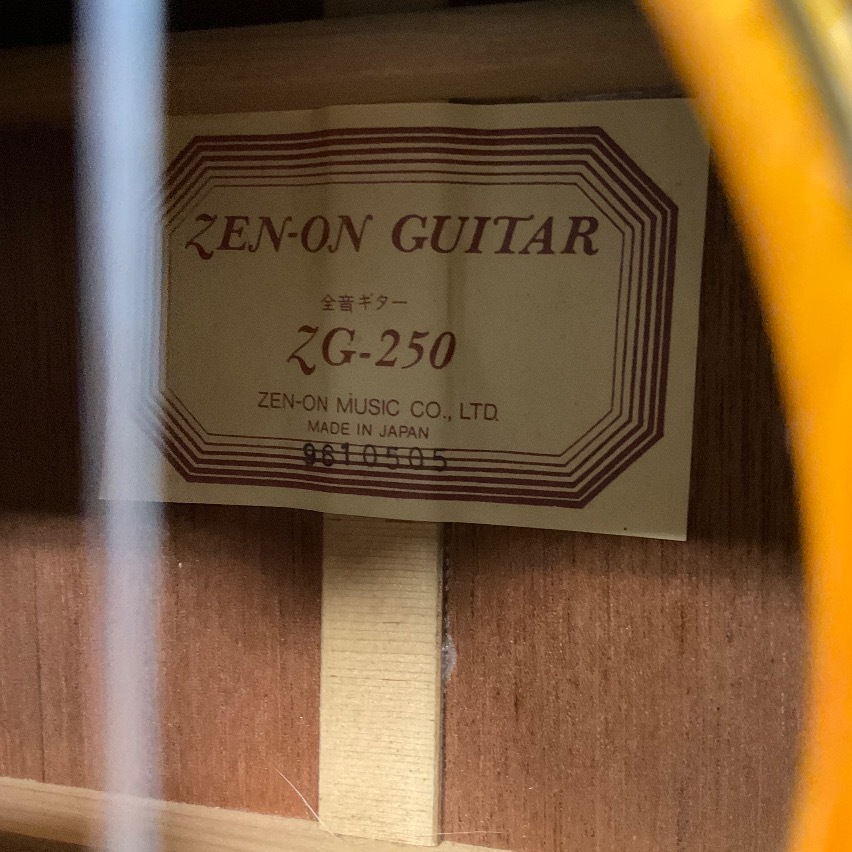 ZEN-ON GUITAR
全音ギター
ZG-250
ZEN-ON MUSIC CO., LTD.
MADE IN JAPAN
9610505